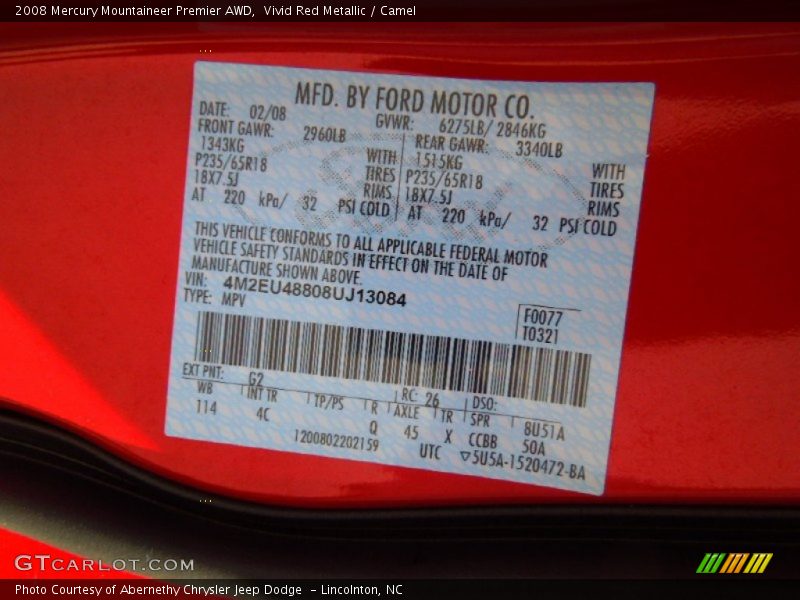 2008 Mercury Mountaineer Premier AWD,  Vivid Red Metallic / Camel
MFD. BY FORD MOTOR CO.
DATE: 02/08 GVWR: 6275LB/ 2846KG
FRONT GAWR: 2960LB REAR GAWR: 3340LB
1343KG WITH 1515KG WITH
P235/65R18 TIRES P235/65R18 TIRES
18X7.5J RIMS 18X7.5J RIMS
AT 220 kPa/ 32 PSI COLD AT 220 kPa/ 32 PSI COLD
THIS VEHICLE CONFORMS TO ALL APPLICABLE FEDERAL MOTOR
VEHICLE SAFETY STANDARDS IN EFFECT ON THE DATE OF
MANUFACTURE SHOWN ABOVE.
VIN: 4M2EU48808UJ13084
TYPE: MPV
F0077
T0321
EXT PNT: G2 RC: 26 DSO:
WB INT TR TP/PS R AXLE TR SPR 8U51A
114 4C Q 45 X CCBB 50A
1200802202159 UTC ▽5U5A-1520472-BA
GTCARLOT.COM
Photo Courtesy of Abernethy Chrysler Jeep Dodge  - Lincolnton, NC